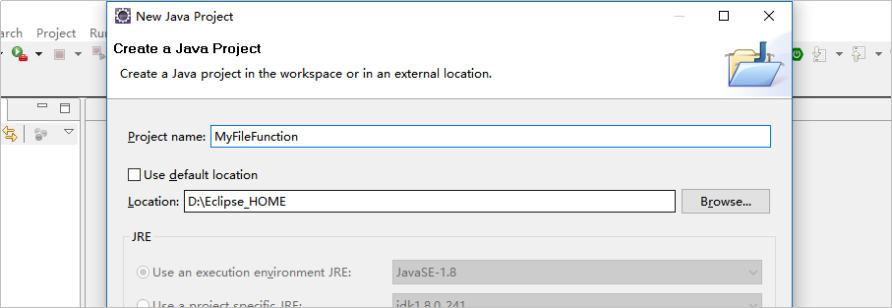 New Java Project
arch Project Ru
Create a Java Project
Create a Java project in the workspace or in an external location.
Project name: MyFileFunction
Use default location
Location: D:\Eclipse_HOME Browse...
JRE
Use an execution environment JRE: JavaSE-1.8
Use a project specific JRE: jdk1.8.0_241